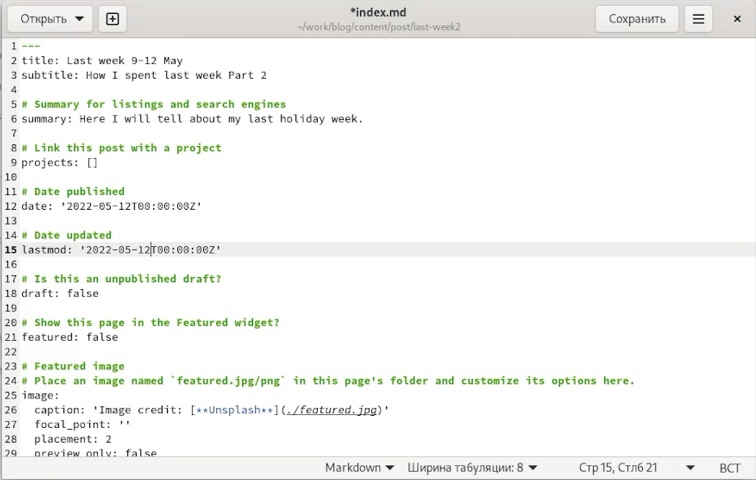 Открыть
*index.md
~/work/blog/content/post/last-week2
Сохранить
1 ---
2 title: Last week 9-12 May
3 subtitle: How I spent last week Part 2
4
5 # Summary for listings and search engines
6 summary: Here I will tell about my last holiday week.
7
8 # Link this post with a project
9 projects: []
10
11 # Date published
12 date: '2022-05-12T00:00:00Z'
13
14 # Date updated
15 lastmod: '2022-05-12T00:00:00Z'
16
17 # Is this an unpublished draft?
18 draft: false
19
20 # Show this page in the Featured widget?
21 featured: false
22
23 # Featured image
24 # Place an image named `featured.jpg/png` in this page's folder and customize its options here.
25 image:
26   caption: 'Image credit: [**Unsplash**](./featured.jpg)'
27   focal_point: ''
28   placement: 2
29   preview_only: false
Markdown Ширина табуляции: 8 Стр 15, Стлб 21 ВСТ